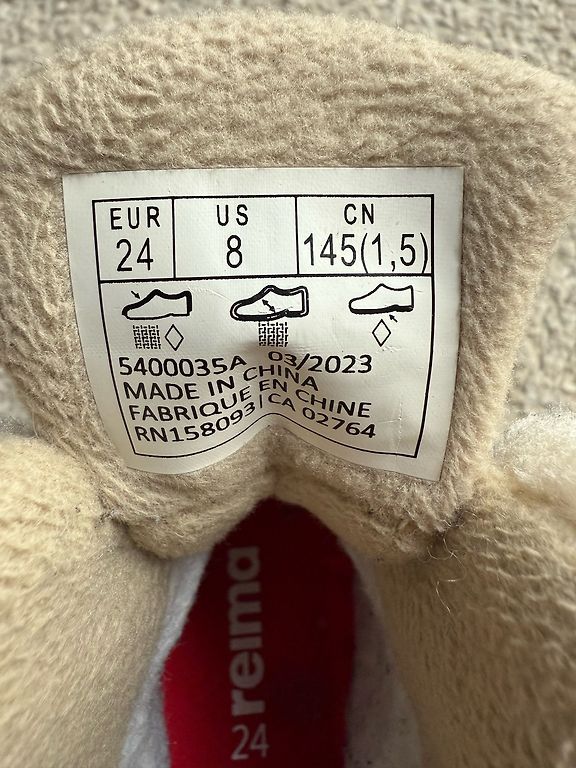 EUR US CN
24 8 145(1,5)
5400035A 03/2023
MADE IN CHINA
FABRIQUE EN CHINE
RN158093 / CA 02764
reima
24